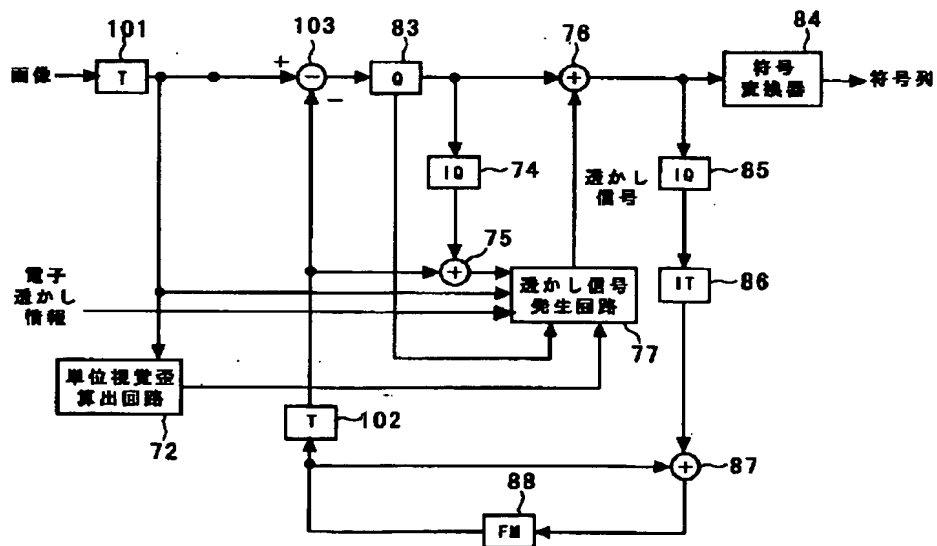 101
103
83
76
84
画像
T
+
−
Q
+
符号
変換器
符号列
−
IQ
74
透かし
信号
IQ
85
75
+
電子
透かし
情報
透かし信号
発生回路
77
IT
86
単位視覚歪
算出回路
72
T
102
+
87
88
FM